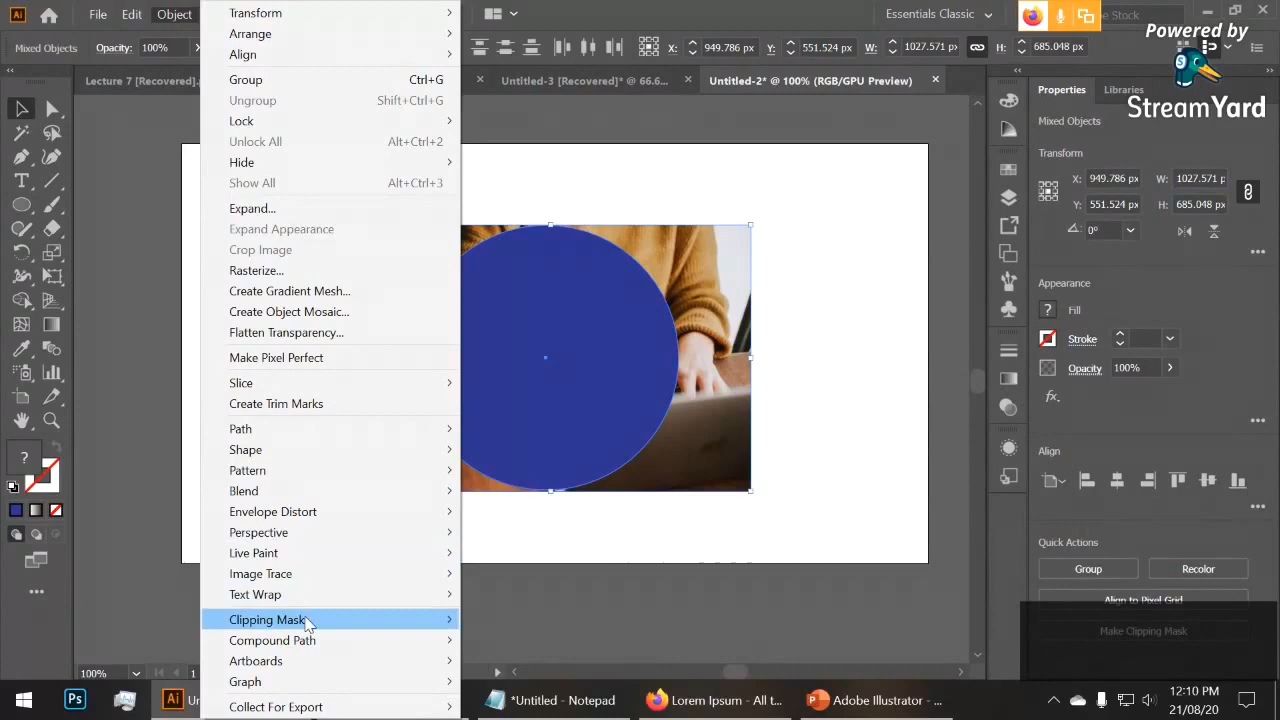 Ai File Edit Object
Stock
Powered by
StreamYard
Mixed Objects Opacity: 100% X: 949.786 px Y: 551.524 px W: 1027.571 px H: 685.048 px
Lecture 7 [Recovered]. Untitled-3 [Recovered]* @ 66.6... Untitled-2* @ 100% (RGB/GPU Preview)
Essentials Classic
Transform
Arrange
Align
Group Ctrl+G
Ungroup Shift+Ctrl+G
Lock
Unlock All Alt+Ctrl+2
Hide
Show All Alt+Ctrl+3
Expand...
Expand Appearance
Crop Image
Rasterize...
Create Gradient Mesh...
Create Object Mosaic...
Flatten Transparency...
Make Pixel Perfect
Slice
Create Trim Marks
Path
Shape
Pattern
Blend
Envelope Distort
Perspective
Live Paint
Image Trace
Text Wrap
Clipping Mask
Compound Path
Artboards
Graph
Collect For Export
Properties Libraries
Mixed Objects
Transform
X: 949.786 px W: 1027.571 p
Y: 551.524 px H: 685.048 px
0°
Appearance
? Fill
Stroke
Opacity 100%
fx.
Align
Quick Actions
Group Recolor
Align to Pixel Grid
Make Clipping Mask
?
100% 1
Ps Ai *Untitled - Notepad Lorem Ipsum - All t... Adobe Illustrator - ...
12:10 PM
21/08/20